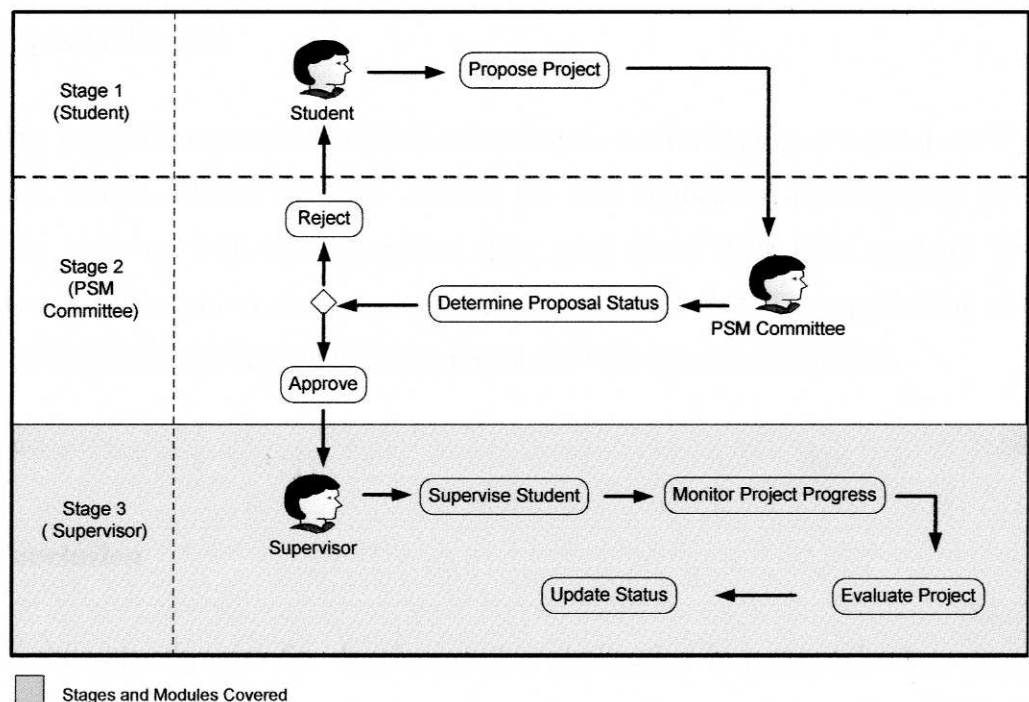 Stage 1
(Student)
Student
Propose Project
Reject
Stage 2
(PSM
Committee)
Determine Proposal Status
PSM Committee
Approve
Stage 3
( Supervisor)
Supervisor
Supervise Student
Monitor Project Progress
Update Status
Evaluate Project
Stages and Modules Covered